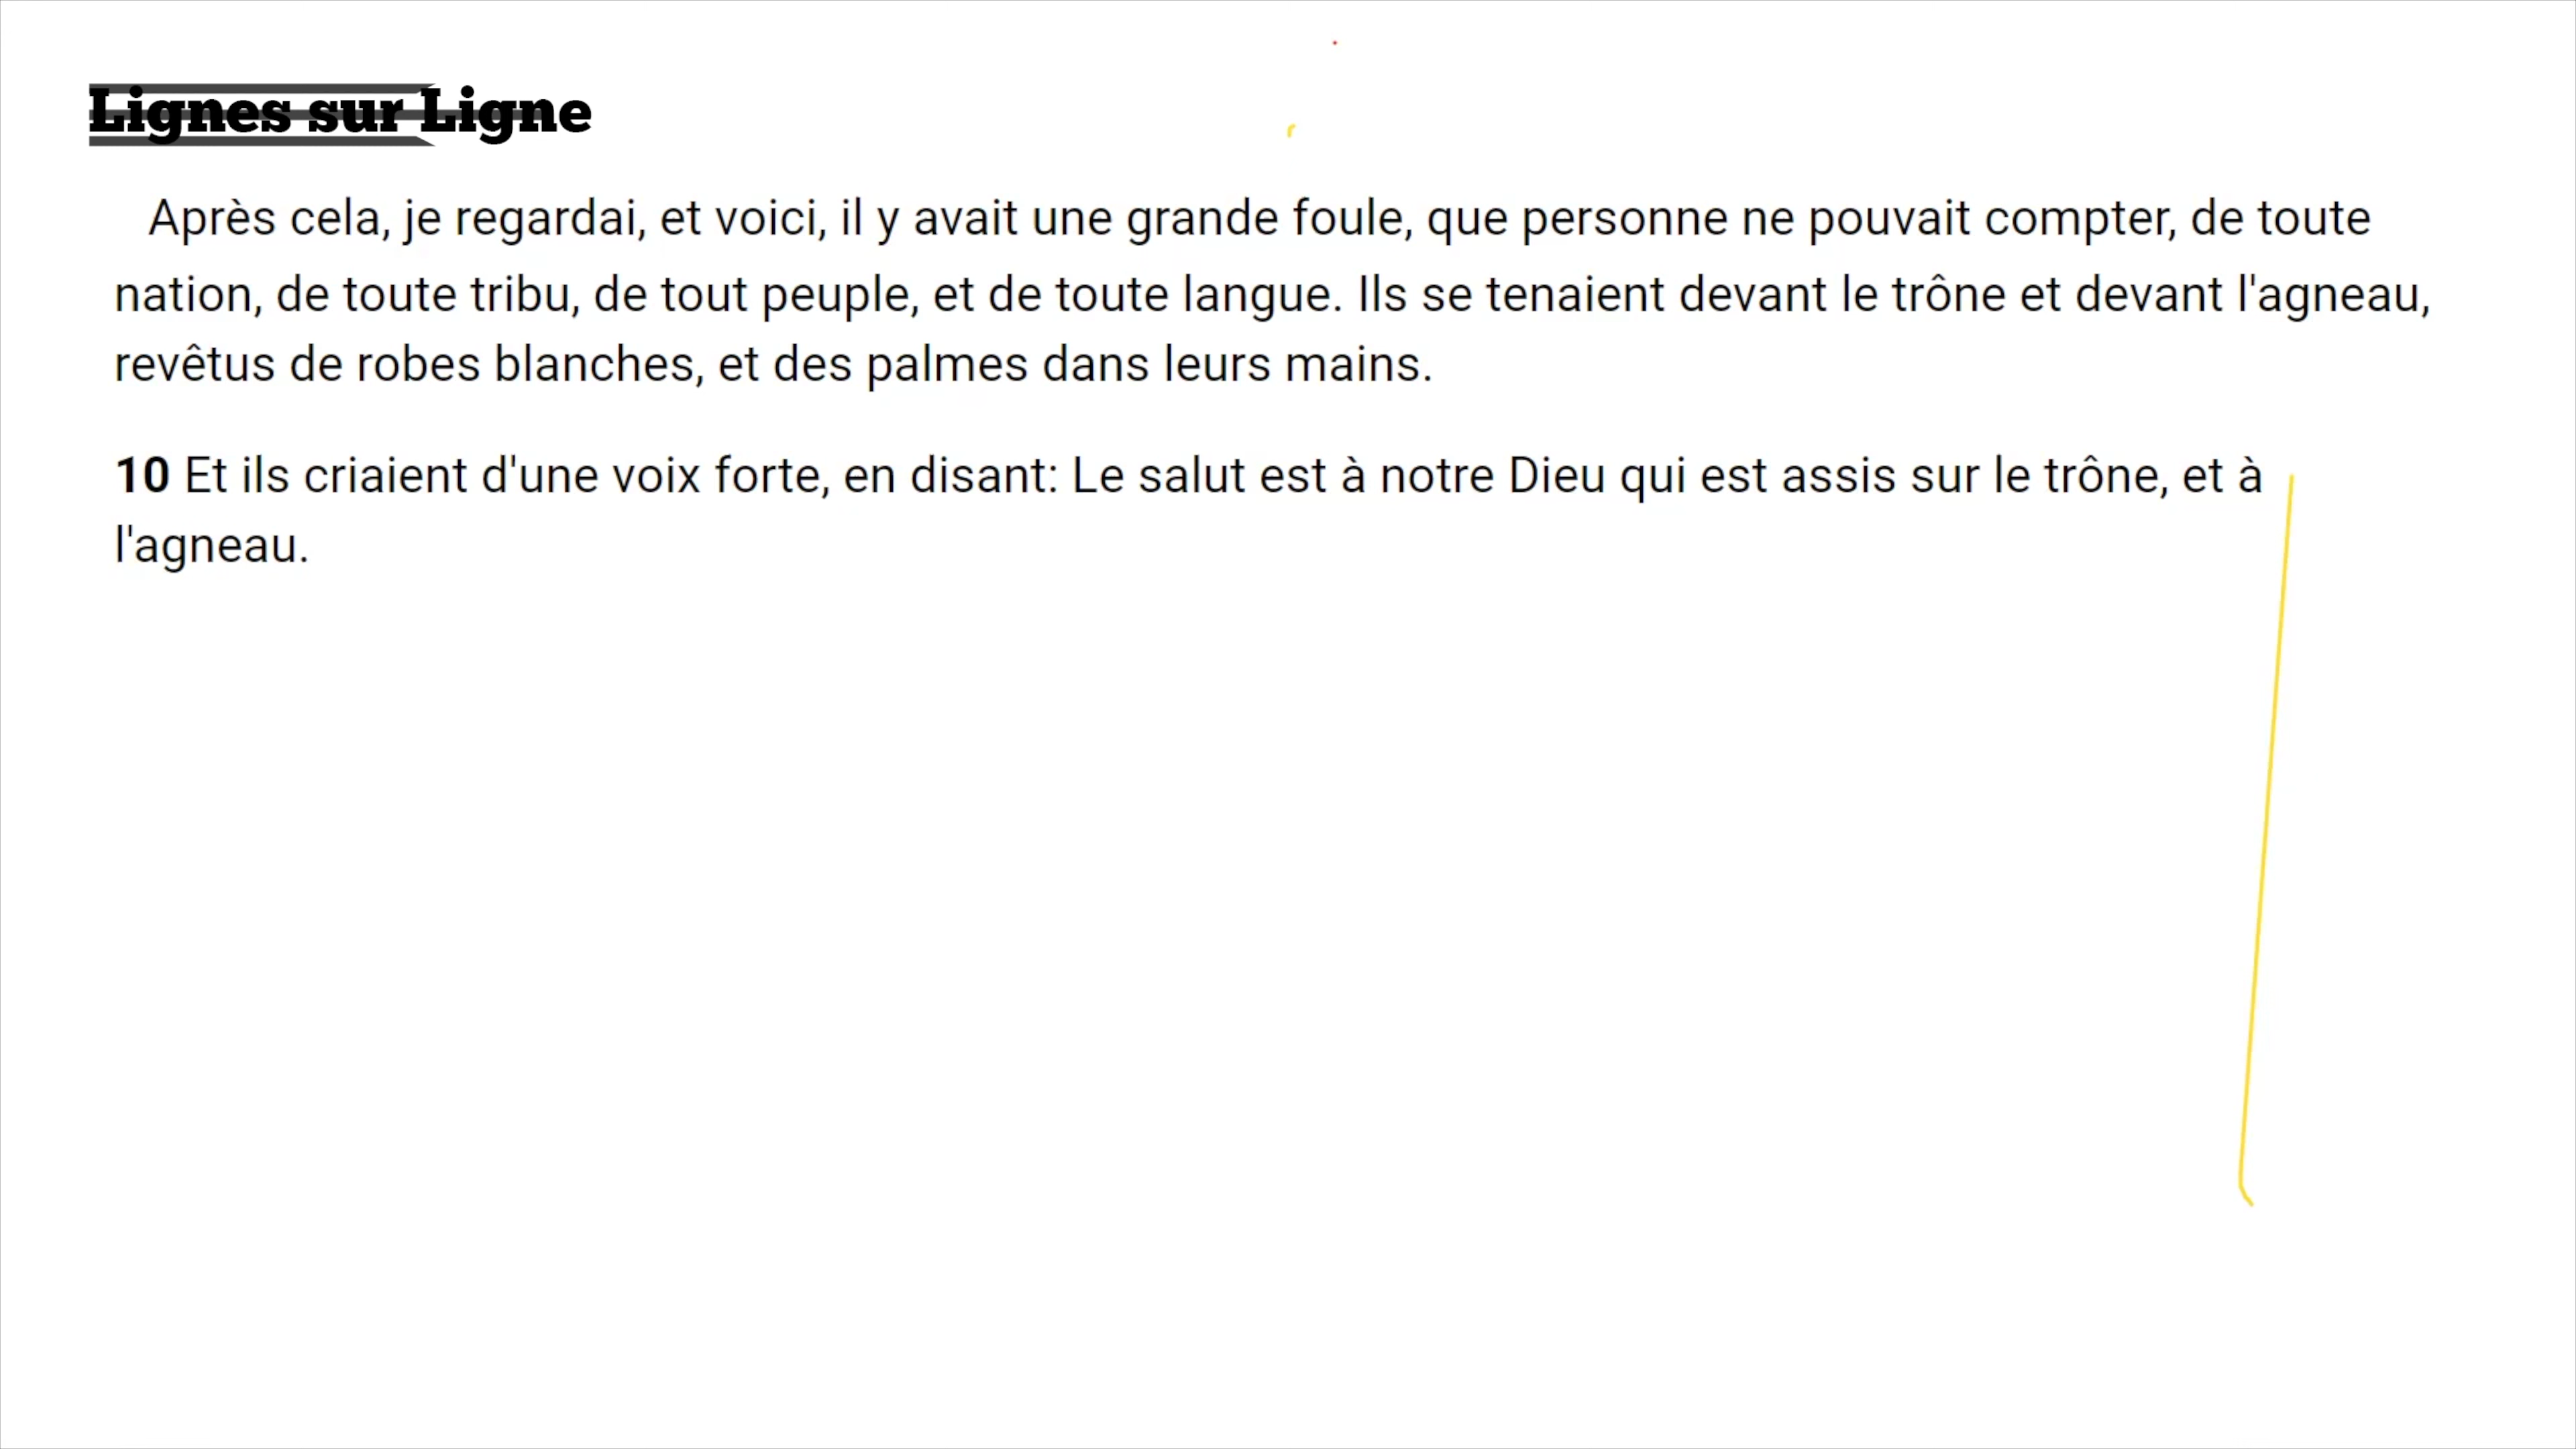 Lignes sur Ligne
Après cela, je regardai, et voici, il y avait une grande foule, que personne ne pouvait compter, de toute
nation, de toute tribu, de tout peuple, et de toute langue. Ils se tenaient devant le trône et devant l'agneau,
revêtus de robes blanches, et des palmes dans leurs mains.
10 Et ils criaient d'une voix forte, en disant: Le salut est à notre Dieu qui est assis sur le trône, et à
l'agneau.